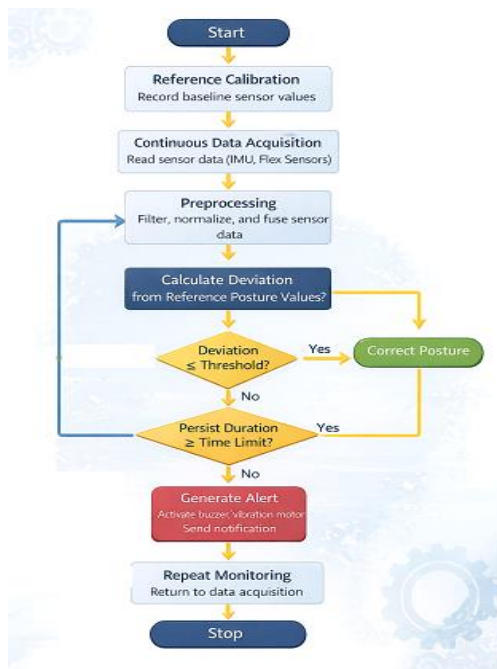 Start
Reference Calibration
Record baseline sensor values
Continuous Data Acquisition
Read sensor data (IMU, Flex Sensors)
Preprocessing
Filter, normalize, and fuse sensor
data
Calculate Deviation
from Reference Posture Values?
Deviation
≤ Threshold?
Yes
Correct Posture
No
Persist Duration
≥ Time Limit?
Yes
No
Generate Alert
Activate buzzer, vibration motor
Send notification
Repeat Monitoring
Return to data acquisition
Stop